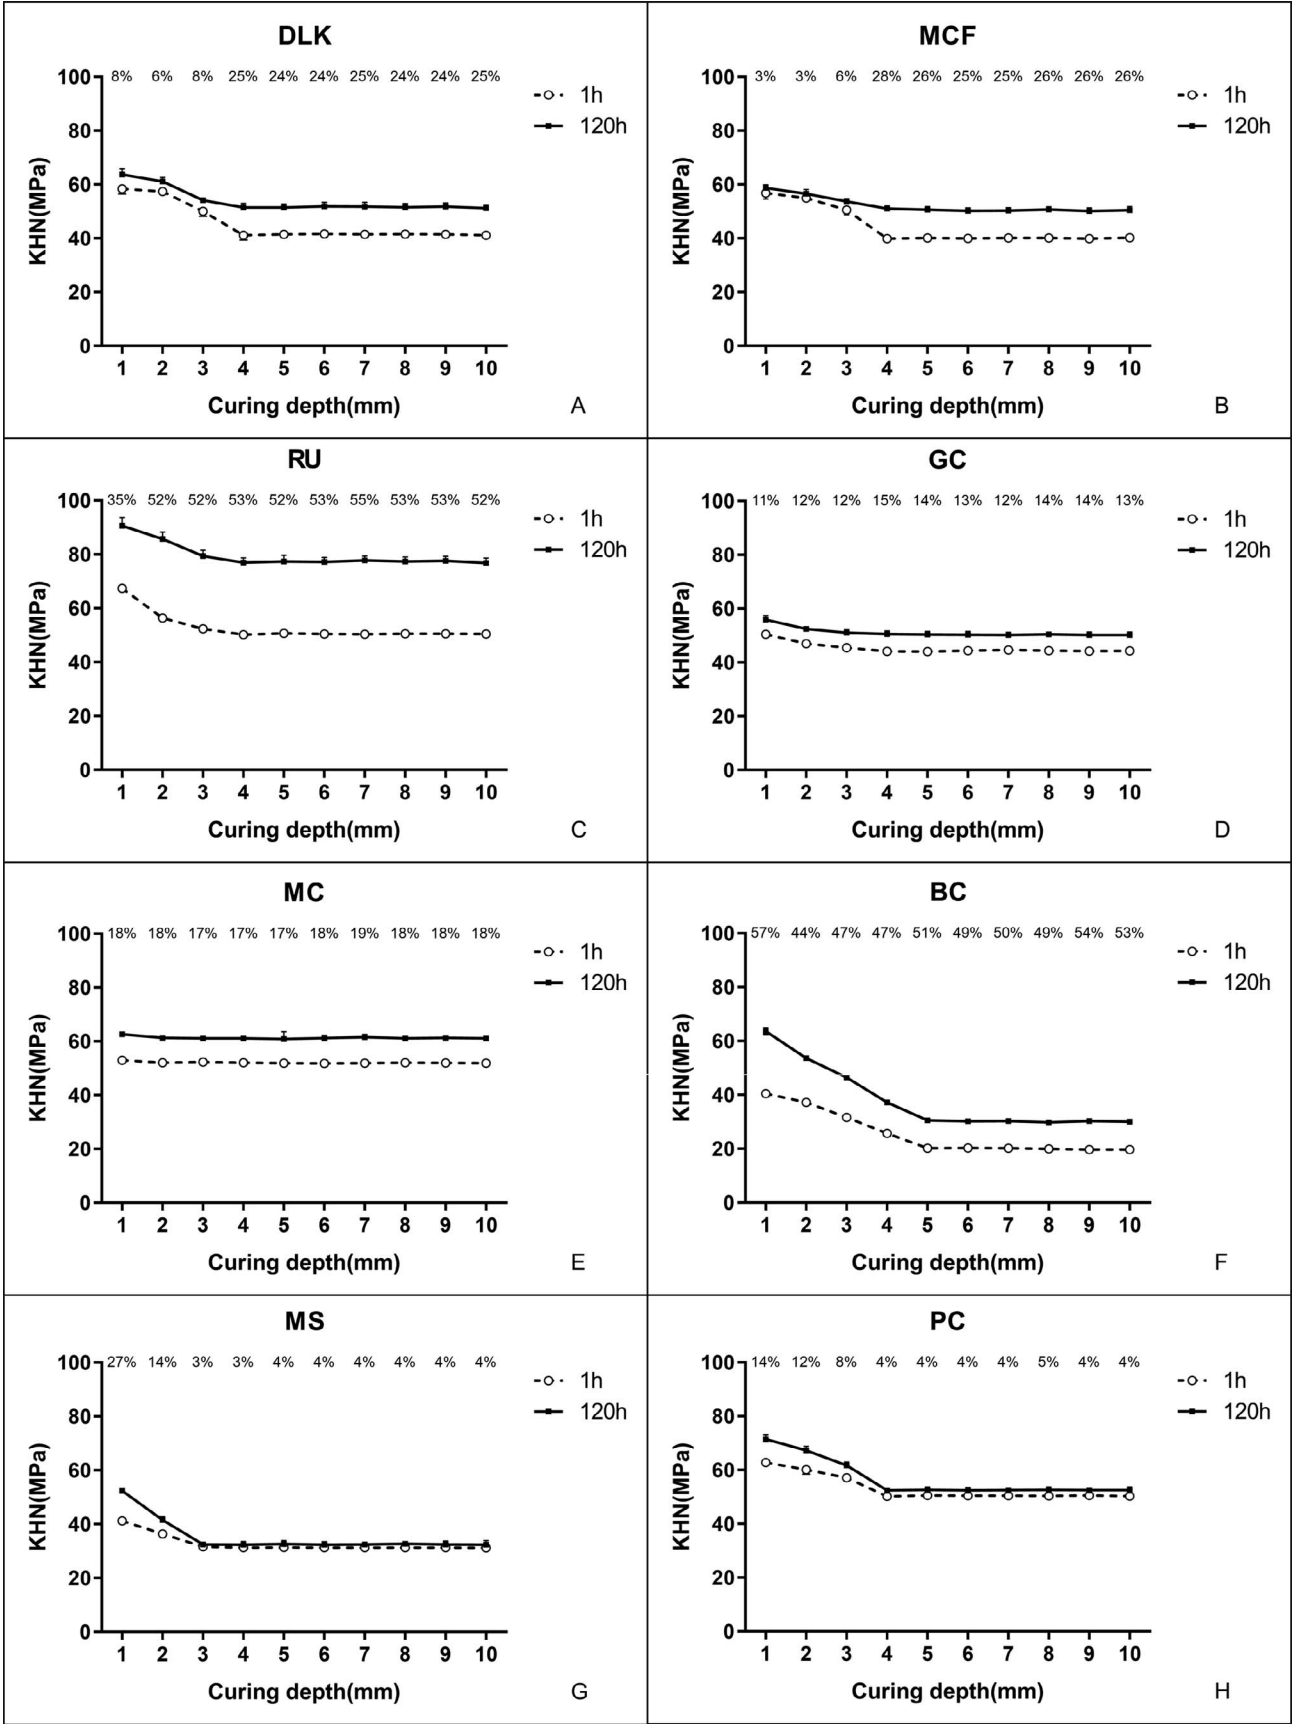 DLK
8% 6% 8% 25% 24% 24% 25% 24% 24% 25%
1h
120h
100
80
60
40
20
0
KHN(MPa)
1 2 3 4 5 6 7 8 9 10
Curing depth(mm)
A
MCF
3% 3% 6% 28% 26% 25% 25% 26% 26% 26%
1h
120h
100
80
60
40
20
0
KHN(MPa)
1 2 3 4 5 6 7 8 9 10
Curing depth(mm)
B
RU
35% 52% 52% 53% 52% 53% 55% 53% 53% 52%
1h
120h
100
80
60
40
20
0
KHN(MPa)
1 2 3 4 5 6 7 8 9 10
Curing depth(mm)
C
GC
11% 12% 12% 15% 14% 13% 12% 14% 14% 13%
1h
120h
100
80
60
40
20
0
KHN(MPa)
1 2 3 4 5 6 7 8 9 10
Curing depth(mm)
D
MC
18% 18% 17% 17% 17% 18% 19% 18% 18% 18%
1h
120h
100
80
60
40
20
0
KHN(MPa)
1 2 3 4 5 6 7 8 9 10
Curing depth(mm)
E
BC
57% 44% 47% 47% 51% 49% 50% 49% 54% 53%
1h
120h
100
80
60
40
20
0
KHN(MPa)
1 2 3 4 5 6 7 8 9 10
Curing depth(mm)
F
MS
27% 14% 3% 3% 4% 4% 4% 4% 4% 4%
1h
120h
100
80
60
40
20
0
KHN(MPa)
1 2 3 4 5 6 7 8 9 10
Curing depth(mm)
G
PC
14% 12% 8% 4% 4% 4% 4% 5% 4% 4%
1h
120h
100
80
60
40
20
0
KHN(MPa)
1 2 3 4 5 6 7 8 9 10
Curing depth(mm)
H